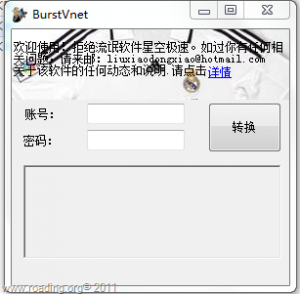 BurstVnet
欢迎使用：拒绝流氓软件星空极速。如过你有任何相
关问题，请来邮：liuxiaodongxiao@hotmail.com
关于该软件的任何动态和说明.请点击详情
账号：
密码：
转换
www.roading.org© 2011